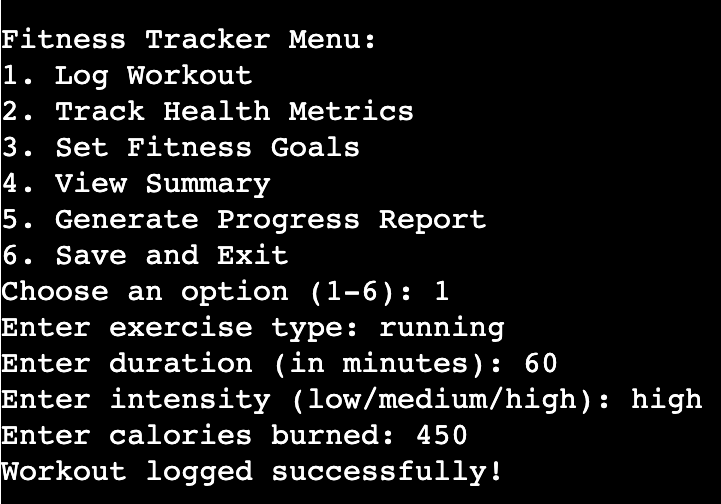 Fitness Tracker Menu:
1. Log Workout
2. Track Health Metrics
3. Set Fitness Goals
4. View Summary
5. Generate Progress Report
6. Save and Exit
Choose an option (1-6): 1
Enter exercise type: running
Enter duration (in minutes): 60
Enter intensity (low/medium/high): high
Enter calories burned: 450
Workout logged successfully!